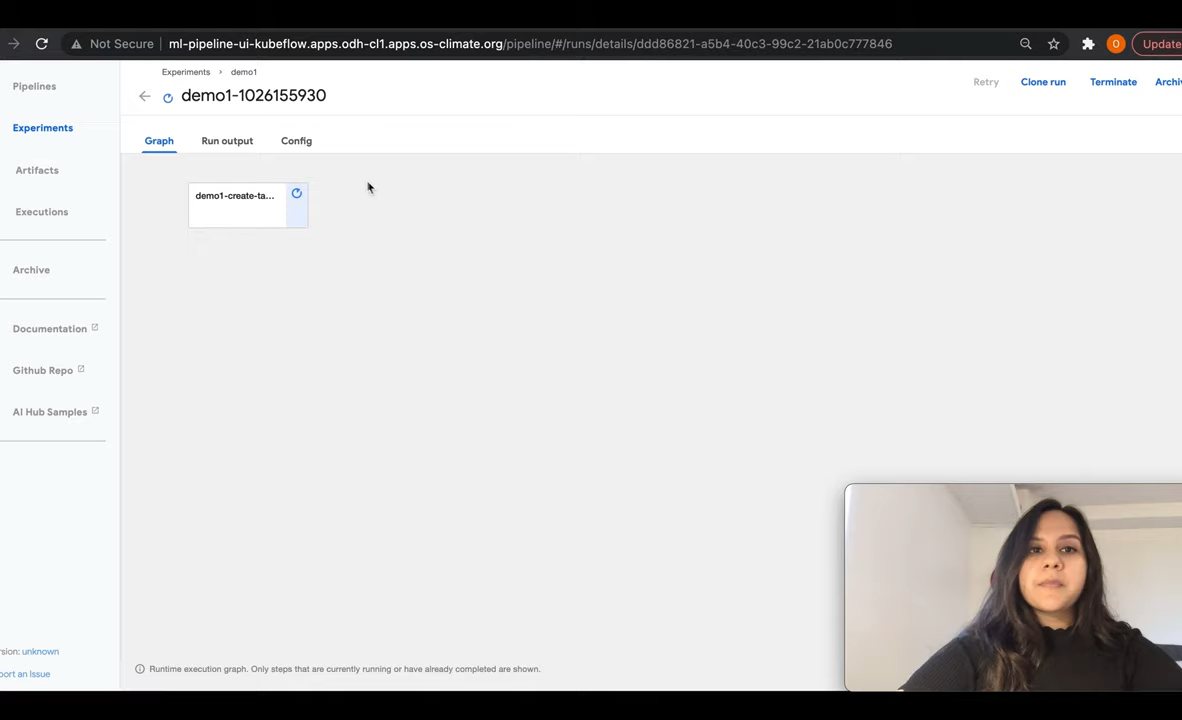 Not Secure ml-pipeline-ui-kubeflow.apps.odh-cl1.apps.os-climate.org/pipeline/#/runs/details/ddd86821-a5b4-40c3-99c2-21ab0c777846 O Update
Experiments › demo1
demo1-1026155930
Retry Clone run Terminate Archiv
Graph Run output Config
demo1-create-ta...
Pipelines
Experiments
Artifacts
Executions
Archive
Documentation
Github Repo
AI Hub Samples
rsion: unknown
port an Issue
Runtime execution graph. Only steps that are currently running or have already completed are shown.